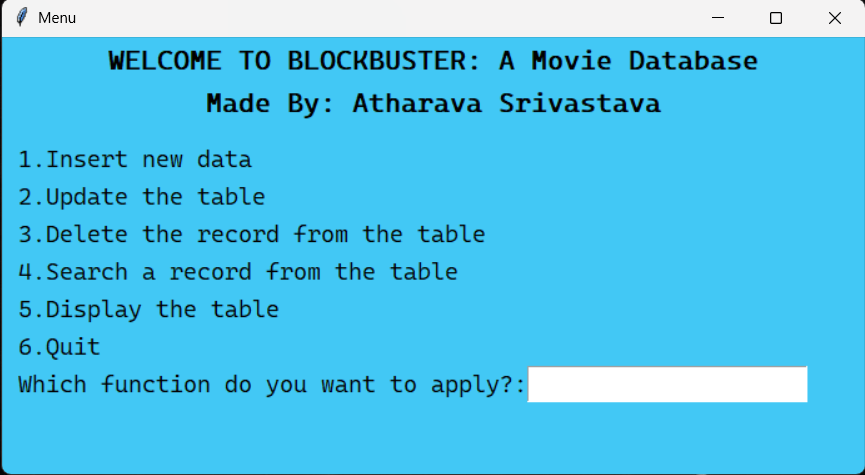 Menu
WELCOME TO BLOCKBUSTER: A Movie Database
Made By: Atharava Srivastava
1.Insert new data
2.Update the table
3.Delete the record from the table
4.Search a record from the table
5.Display the table
6.Quit
Which function do you want to apply?: